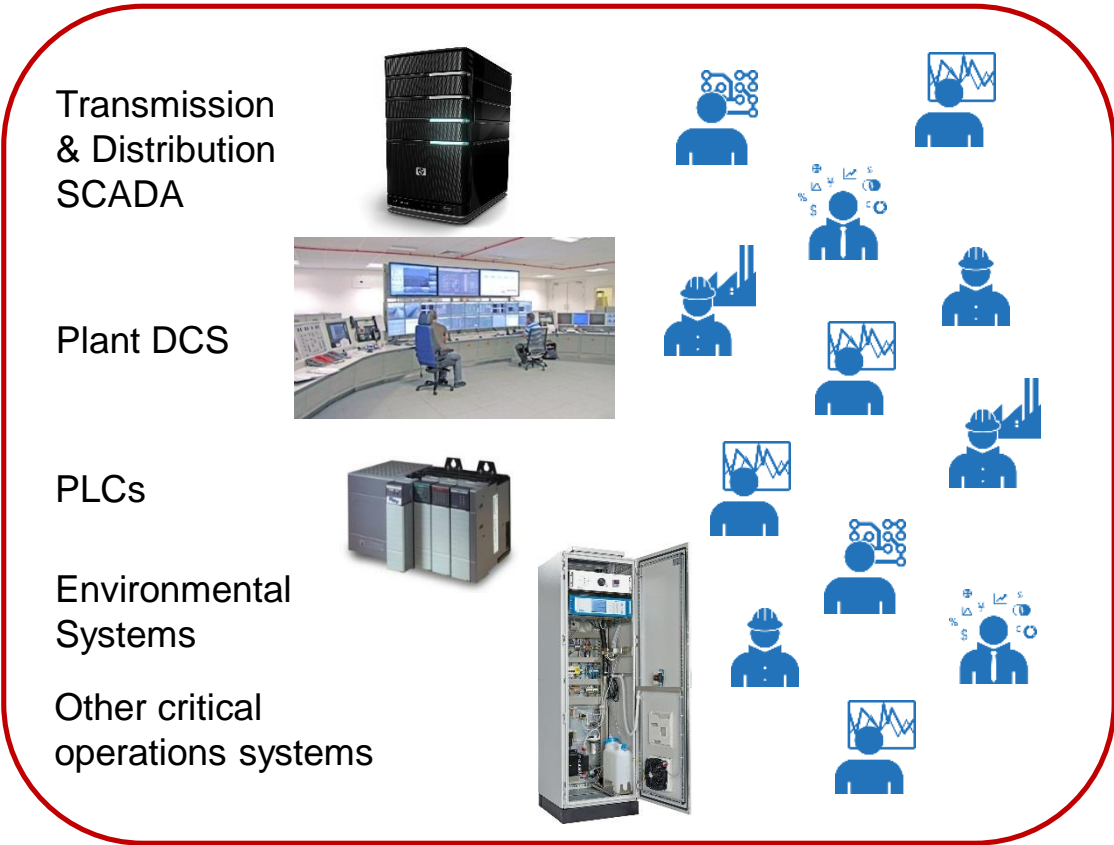 Transmission
& Distribution
SCADA
Plant DCS
PLCs
Environmental
Systems
Other critical
operations systems